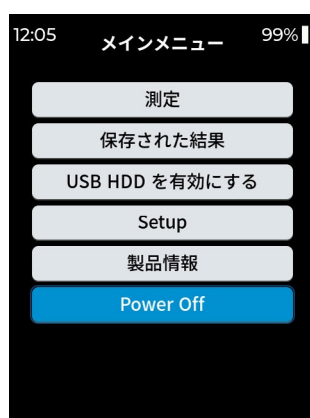 12:05 メインメニュー 99%
測定
保存された結果
USB HDD を有効にする
Setup
製品情報
Power Off